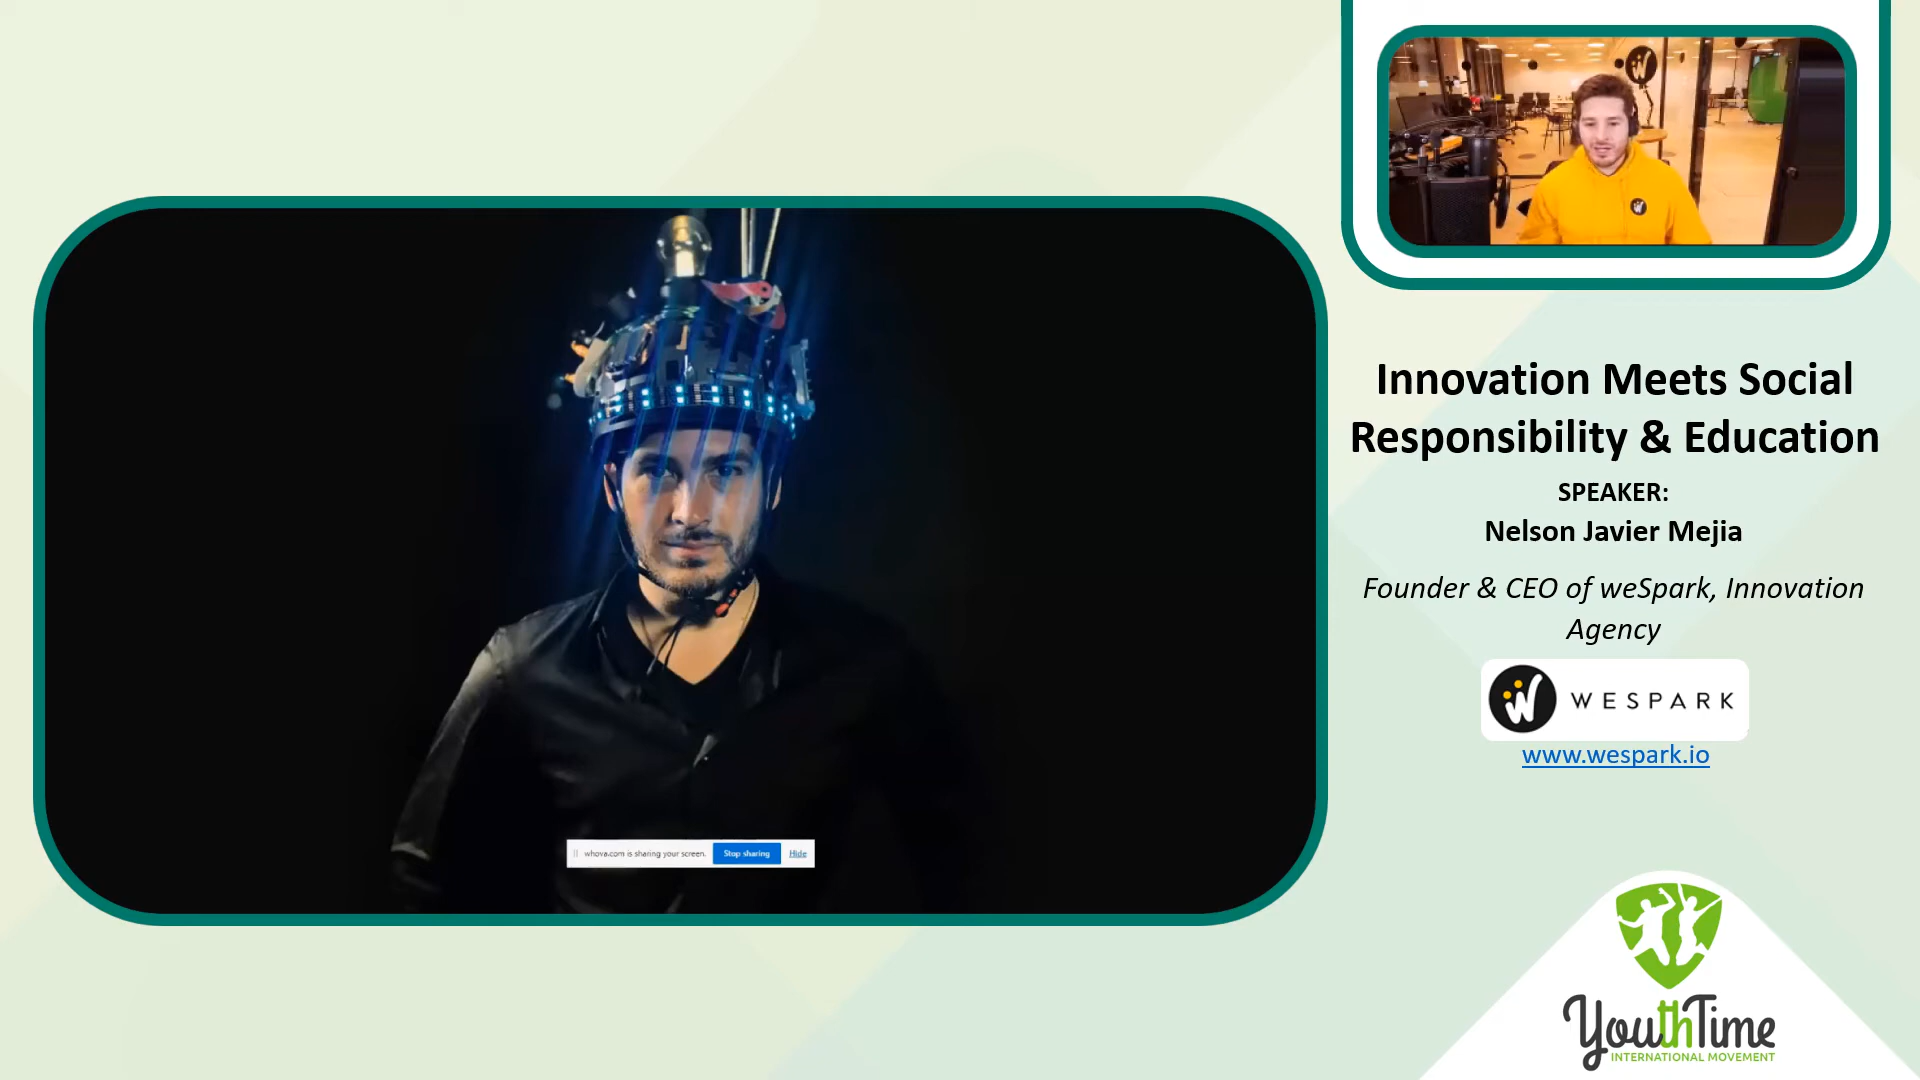 whova.com is sharing your screen.
Stop sharing
Hide
Innovation Meets Social
Responsibility & Education
SPEAKER:
Nelson Javier Mejia
Founder & CEO of weSpark, Innovation
Agency
WESPARK
www.wespark.io
YouthTime
INTERNATIONAL MOVEMENT